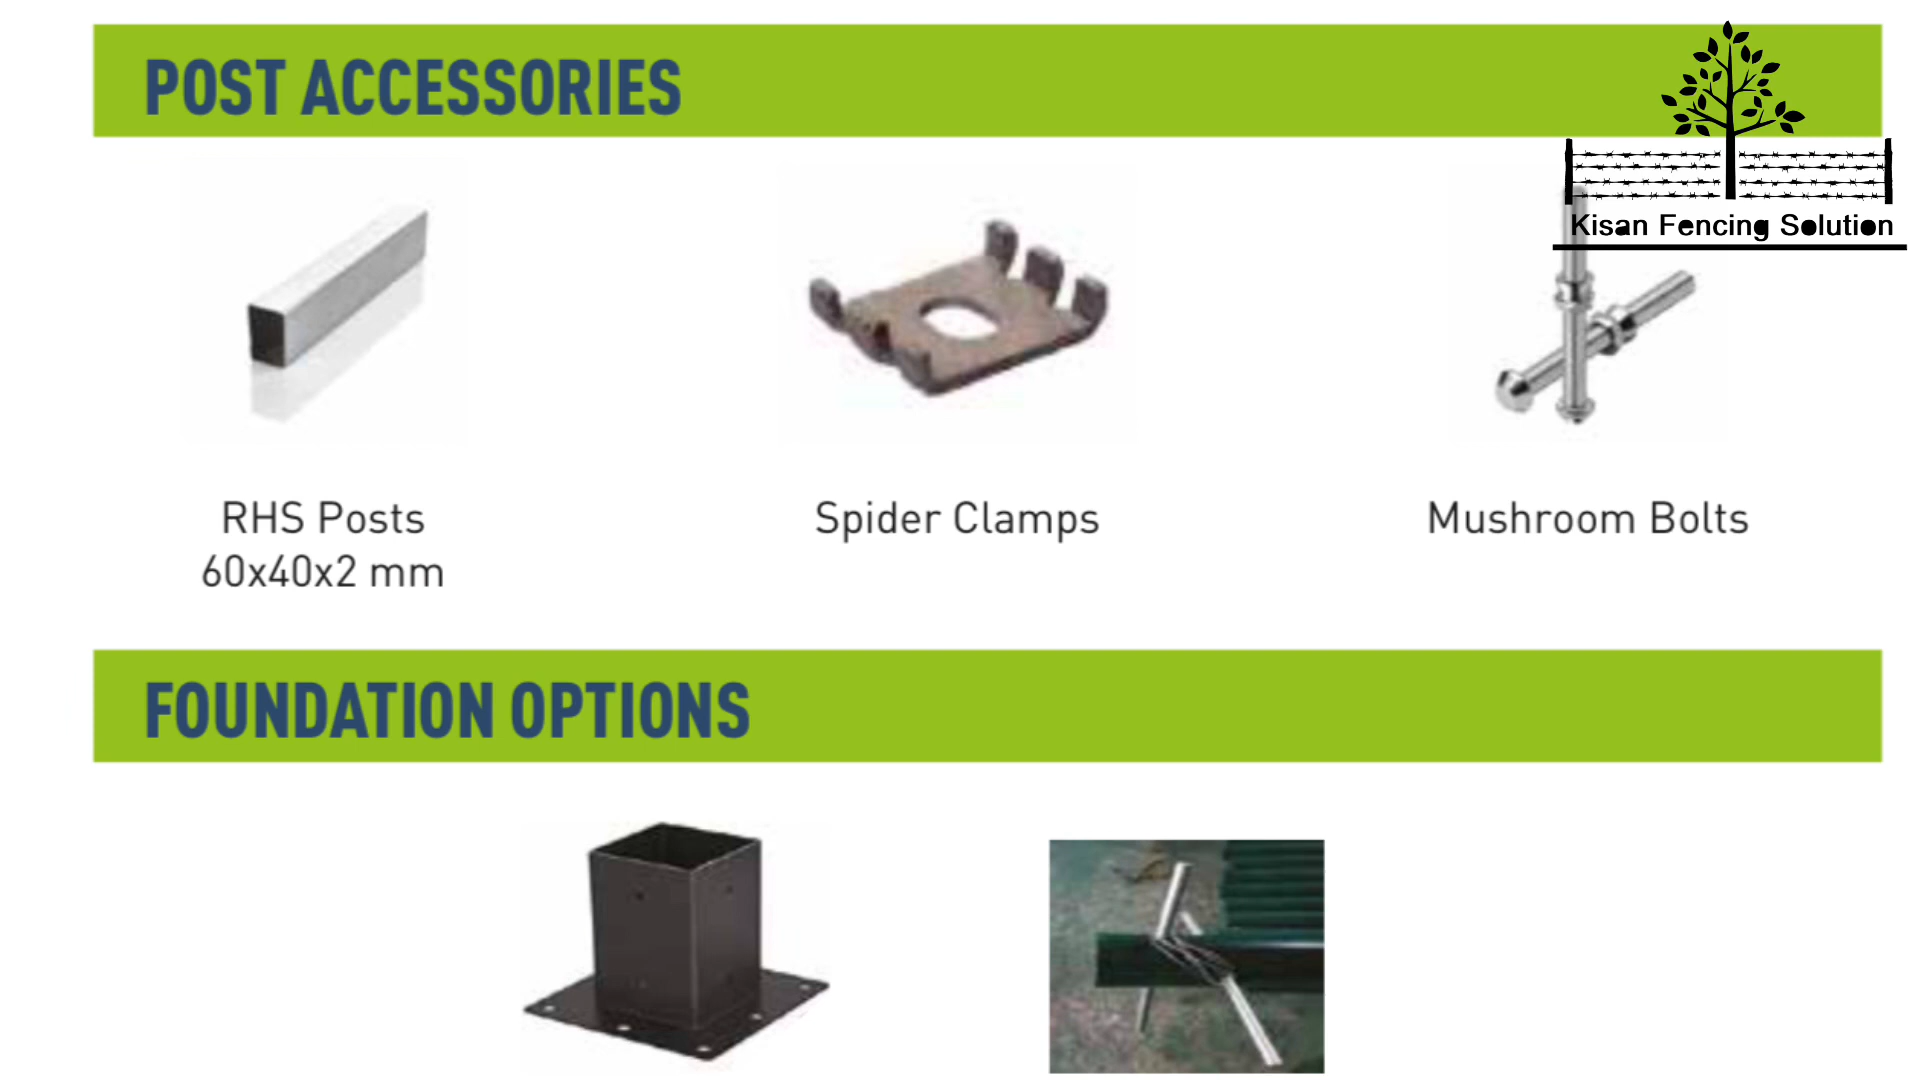 POST ACCESSORIES
Kisan Fencing Solution
RHS Posts
60x40x2 mm
Spider Clamps
Mushroom Bolts
FOUNDATION OPTIONS